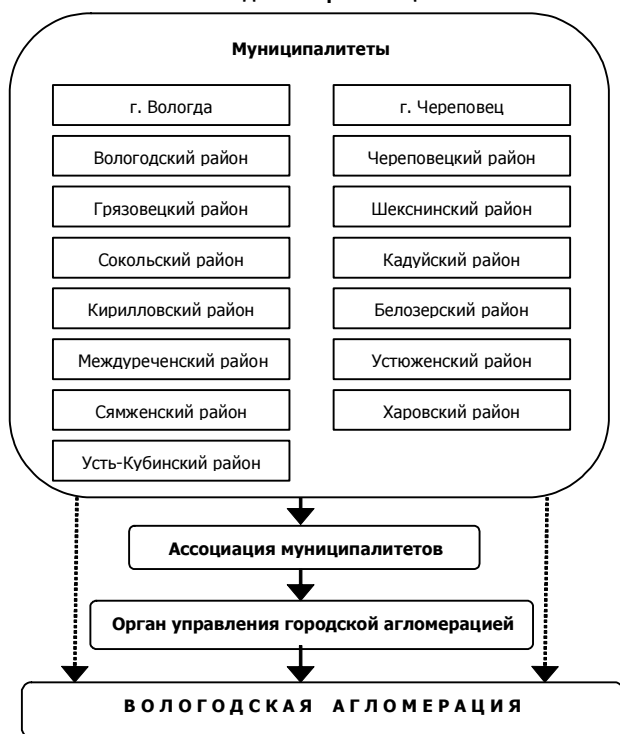 Муниципалитеты
г. Вологда
г. Череповец
Вологодский район
Череповецкий район
Грязовецкий район
Шекснинский район
Сокольский район
Кадуйский район
Кирилловский район
Белозерский район
Междуреченский район
Устюженский район
Сямженский район
Харовский район
Усть-Кубинский район
Ассоциация муниципалитетов
Орган управления городской агломерацией
ВОЛОГОДСКАЯ АГЛОМЕРАЦИЯ